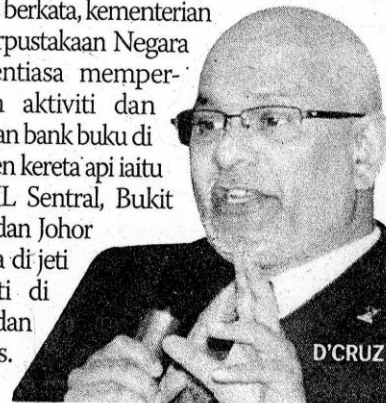 berkata, kementerian
rpustakaan Negara
entiasa memper-
aktiviti dan
an bank buku di
en kereta api iaitu
L Sentral, Bukit
dan Johor
a di jeti
ti di
dan
s.
D'CRUZ